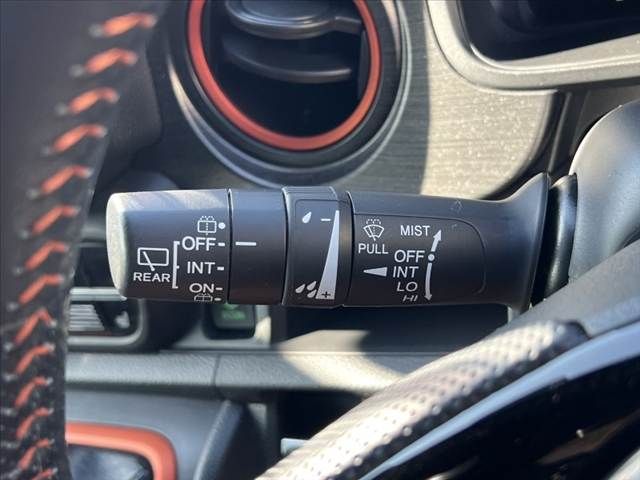 OFF
INT
ON
REAR
− +
PULL
MIST
OFF
INT
LO
HI